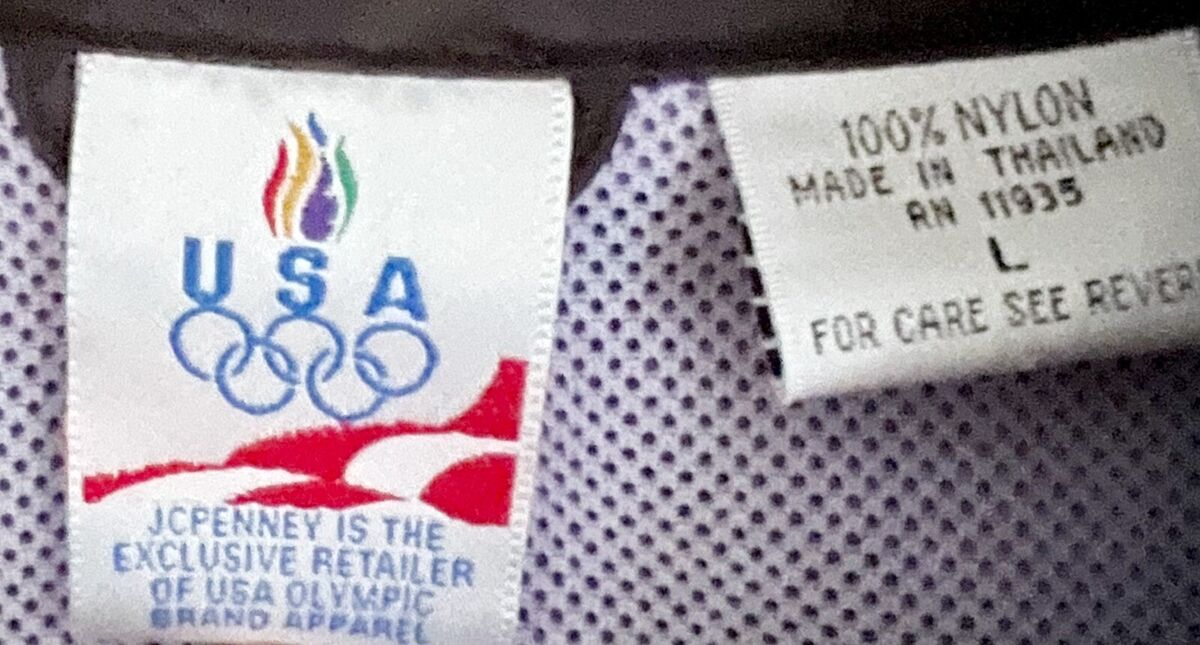 USA
JCPENNEY IS THE
EXCLUSIVE RETAILER
OF USA OLYMPIC
BRAND APPAREL
100% NYLON
MADE IN THAILAND
RN 11935
L
FOR CARE SEE REVER